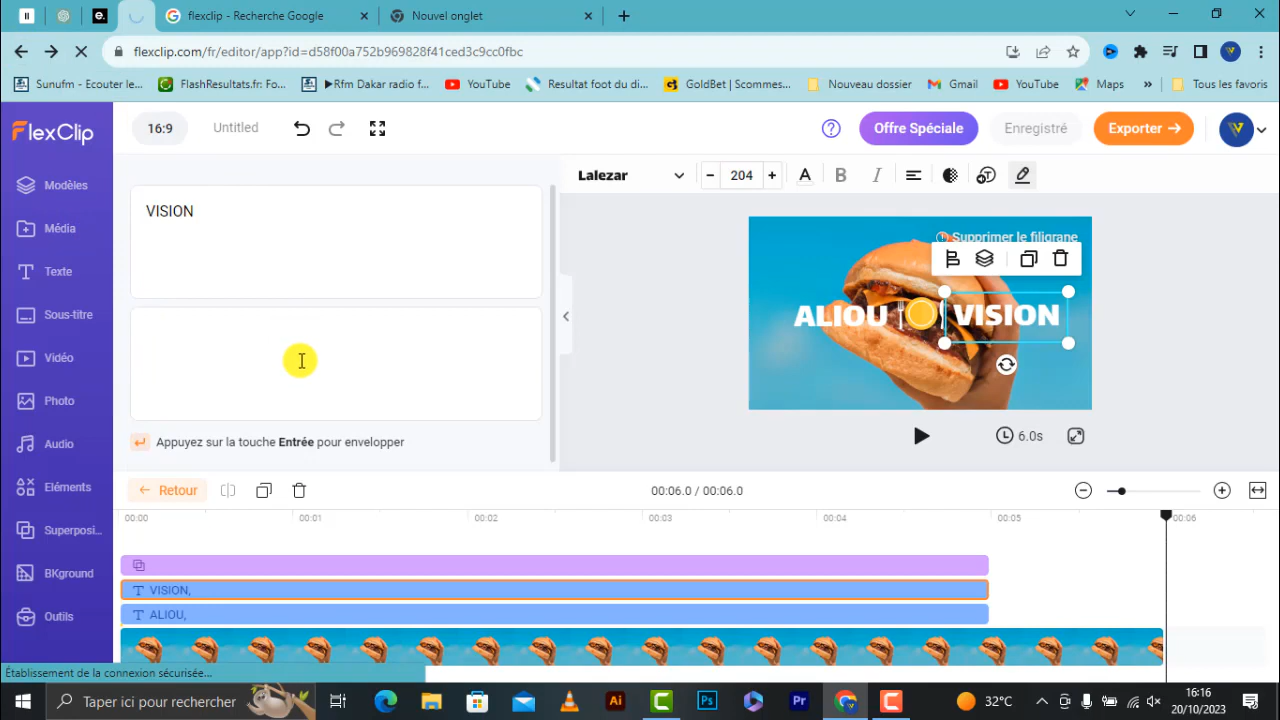 flexclip - Recherche Google
Nouvel onglet
flexclip.com/fr/editor/app?id=d58f00a752b969828f41ced3c9cc0fbc
Sunufm - Ecouter le...
FlashResultats.fr: Fo...
▶Rfm Dakar radio f...
YouTube
Resultat foot du di...
GoldBet | Scommes...
Nouveau dossier
Gmail
YouTube
Maps
»
Tous les favoris
FlexClip
16:9
Untitled
Offre Spéciale
Enregistré
Exporter →
Modèles
Média
Texte
Sous-titre
Vidéo
Photo
Audio
Eléments
Superposi...
BKground
Outils
VISION
Appuyez sur la touche Entrée pour envelopper
Lalezar
204
A B I
Supprimer le filigrane
ALIOU VISION
6.0s
← Retour
00:06.0 / 00:06.0
00:00 00:01 00:02 00:03 00:04 00:05 00:06
VISION,
ALIOU,
Établissement de la connexion sécurisée...
Taper ici pour rechercher
Ai
Ps
Pr
32°C
16:16
20/10/2023